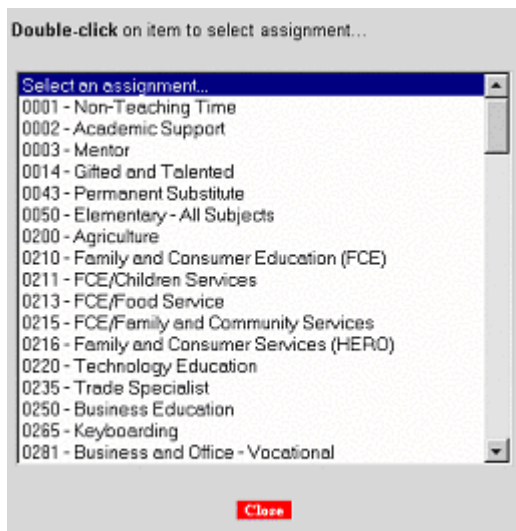 Double-click on item to select assignment...
Select an assignment...
0001 - Non-Teaching Time
0002 - Academic Support
0003 - Mentor
0014 - Gifted and Talented
0043 - Permanent Substitute
0050 - Elementary - All Subjects
0200 - Agriculture
0210 - Family and Consumer Education (FCE)
0211 - FCE/Children Services
0213 - FCE/Food Service
0215 - FCE/Family and Community Services
0216 - Family and Consumer Services (HERO)
0220 - Technology Education
0235 - Trade Specialist
0250 - Business Education
0265 - Keyboarding
0281 - Business and Office - Vocational
Close